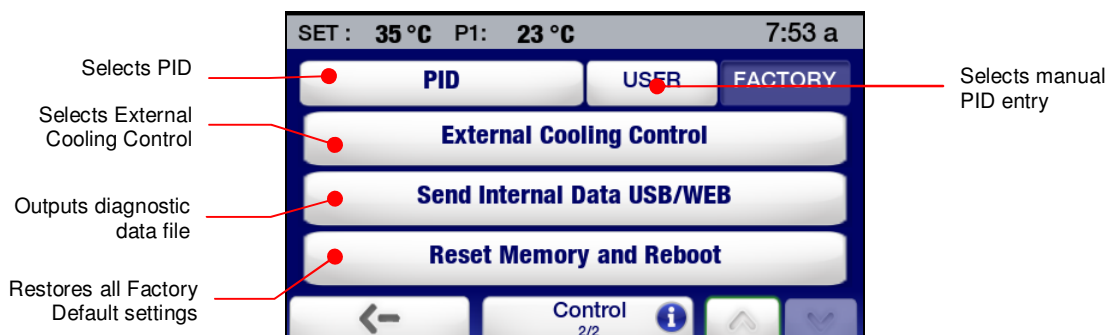 SET : 35 °C P1: 23 °C 7:53 a
Selects PID
PID USER FACTORY
Selects manual
PID entry
Selects External
Cooling Control
External Cooling Control
Outputs diagnostic
data file
Send Internal Data USB/WEB
Reset Memory and Reboot
Restores all Factory
Default settings
Control
2/2